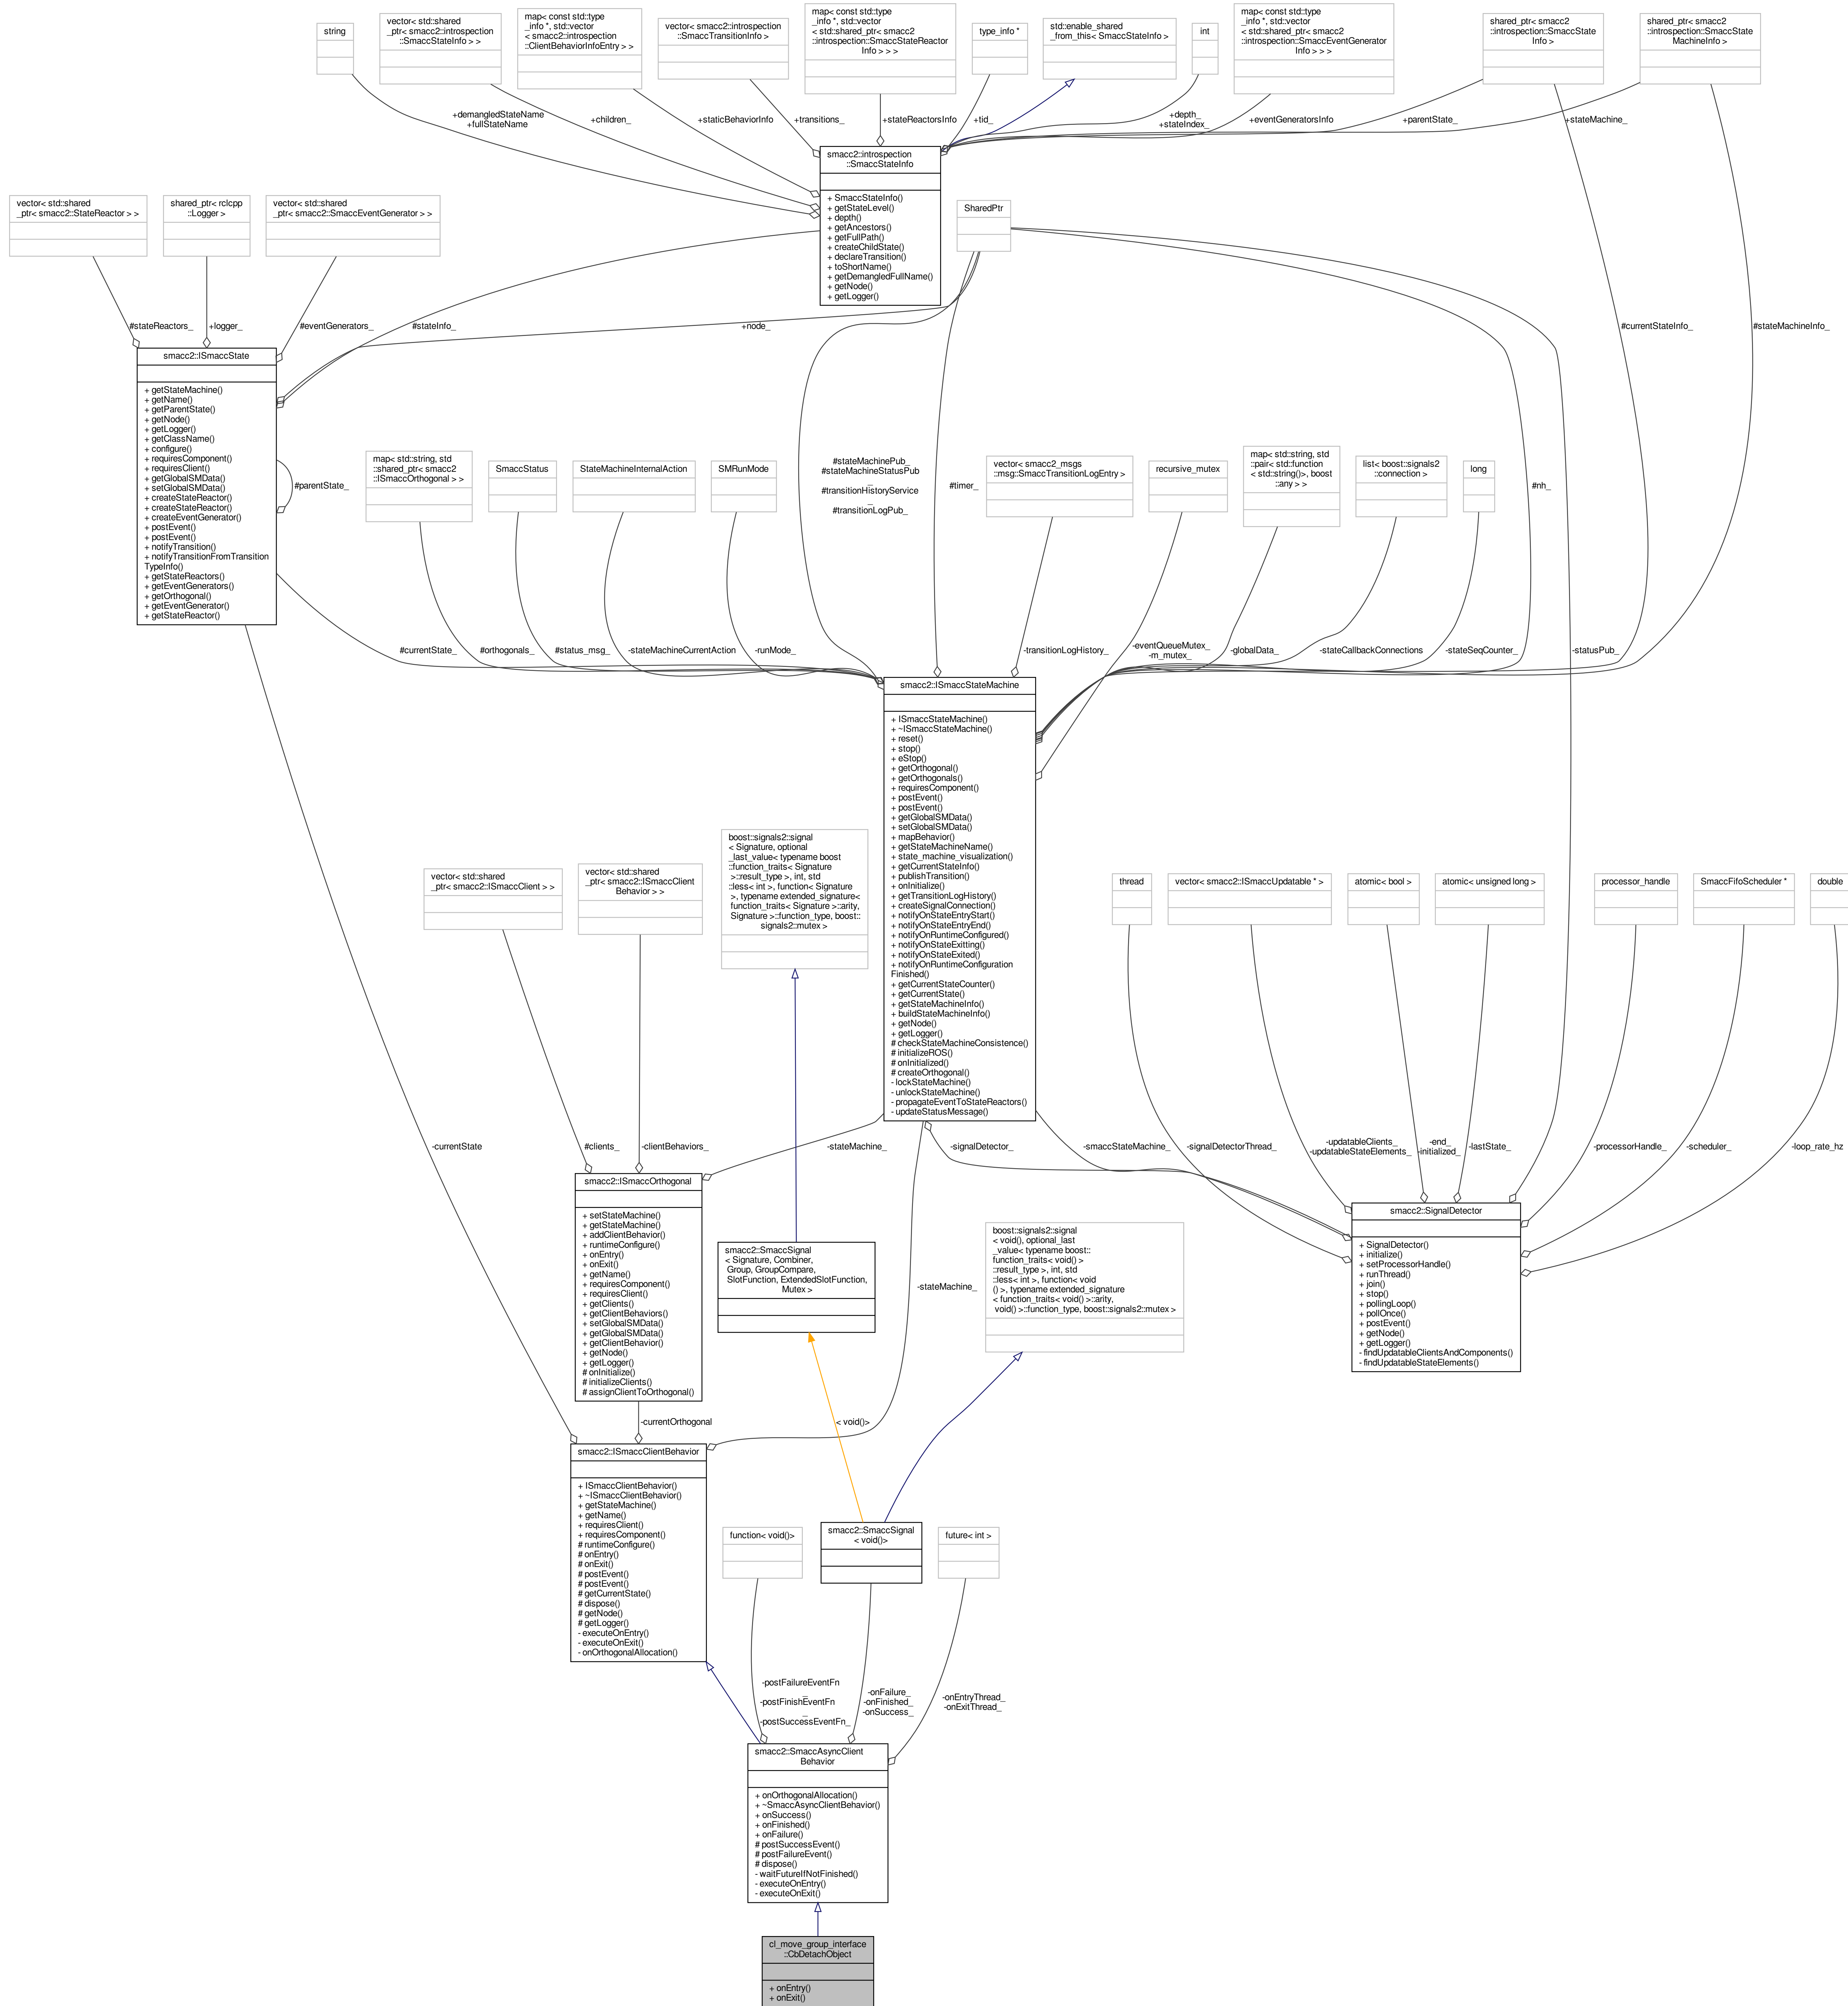 string
vector< std::shared
_ptr< smacc2::introspection
::SmaccStateInfo > >
map< const std::type
_info *, std::vector
< smacc2::introspection
::ClientBehaviorInfoEntry > >
vector< smacc2::introspection
::SmaccTransitionInfo >
map< const std::type
_info *, std::vector
< std::shared_ptr< smacc2
::introspection::SmaccStateReactor
Info > > >
type_info *
std::enable_shared
_from_this< SmaccStateInfo >
int
map< const std::type
_info *, std::vector
< std::shared_ptr< smacc2
::introspection::SmaccEventGenerator
Info > > >
shared_ptr< smacc2
::introspection::SmaccState
Info >
shared_ptr< smacc2
::introspection::SmaccState
MachineInfo >
+demangledStateName
+fullStateName
+children_
+staticBehaviorInfo
+transitions_
+stateReactorsInfo
+tid_
+depth_
+stateIndex_
+eventGeneratorsInfo
+parentState_
+stateMachine_
smacc2::introspection
::SmaccStateInfo
+ SmaccStateInfo()
+ getStateLevel()
+ depth()
+ getAncestors()
+ getFullPath()
+ createChildState()
+ declareTransition()
+ toShortName()
+ getDemangledFullName()
+ getNode()
+ getLogger()
vector< std::shared
_ptr< smacc2::StateReactor > >
shared_ptr< rclcpp
::Logger >
vector< std::shared
_ptr< smacc2::SmaccEventGenerator > >
SharedPtr
#stateReactors_
+logger_
#eventGenerators_
#stateInfo_
+node_
#currentStateInfo_
#stateMachineInfo_
smacc2::ISmaccState
+ getStateMachine()
+ getName()
+ getParentState()
+ getNode()
+ getLogger()
+ getClassName()
+ configure()
+ requiresComponent()
+ requiresClient()
+ getGlobalSMData()
+ setGlobalSMData()
+ createStateReactor()
+ createStateReactor()
+ createEventGenerator()
+ postEvent()
+ postEvent()
+ notifyTransition()
+ notifyTransitionFromTransition
TypeInfo()
+ getStateReactors()
+ getEventGenerators()
+ getOrthogonal()
+ getEventGenerator()
+ getStateReactor()
#parentState_
map< std::string, std
::shared_ptr< smacc2
::ISmaccOrthogonal > >
SmaccStatus
StateMachineInternalAction
SMRunMode
#stateMachinePub_
#stateMachineStatusPub
_
#transitionHistoryService
_
#transitionLogPub_
#timer_
vector< smacc2_msgs
::msg::SmaccTransitionLogEntry >
recursive_mutex
map< std::string, std
::pair< std::function
< std::string()>, boost
::any > >
list< boost::signals2
::connection >
long
#nh_
#currentState_
#orthogonals_
#status_msg_
-stateMachineCurrentAction
-runMode_
-transitionLogHistory_
-eventQueueMutex_
-m_mutex_
-globalData_
-stateCallbackConnections
-stateSeqCounter_
-statusPub_
smacc2::ISmaccStateMachine
+ ISmaccStateMachine()
+ ~ISmaccStateMachine()
+ reset()
+ stop()
+ eStop()
+ getOrthogonal()
+ getOrthogonals()
+ requiresComponent()
+ postEvent()
+ postEvent()
+ getGlobalSMData()
+ setGlobalSMData()
+ mapBehavior()
+ getStateMachineName()
+ state_machine_visualization()
+ getCurrentStateInfo()
+ publishTransition()
+ onInitialize()
+ getTransitionLogHistory()
+ createSignalConnection()
+ notifyOnStateEntryStart()
+ notifyOnStateEntryEnd()
+ notifyOnRuntimeConfigured()
+ notifyOnStateExitting()
+ notifyOnStateExited()
+ notifyOnRuntimeConfiguration
Finished()
+ getCurrentStateCounter()
+ getCurrentState()
+ getStateMachineInfo()
+ buildStateMachineInfo()
+ getNode()
+ getLogger()
# checkStateMachineConsistence()
# initializeROS()
# onInitialized()
# createOrthogonal()
- lockStateMachine()
- unlockStateMachine()
- propagateEventToStateReactors()
- updateStatusMessage()
vector< std::shared
_ptr< smacc2::ISmaccClient > >
vector< std::shared
_ptr< smacc2::ISmaccClient
Behavior > >
boost::signals2::signal
< Signature, optional
_last_value< typename boost
::function_traits< Signature
>::result_type >, int, std
::less< int >, function< Signature
>, typename extended_signature<
function_traits< Signature >::arity,
Signature >::function_type, boost::
signals2::mutex >
thread
vector< smacc2::ISmaccUpdatable * >
atomic< bool >
atomic< unsigned long >
processor_handle
SmaccFifoScheduler *
double
-currentState
#clients_
-clientBehaviors_
-stateMachine_
-signalDetector_
-smaccStateMachine_
-signalDetectorThread_
-updatableClients_
-updatableStateElements_
-end_
-initialized_
-lastState_
-processorHandle_
-scheduler_
-loop_rate_hz
smacc2::ISmaccOrthogonal
+ setStateMachine()
+ getStateMachine()
+ addClientBehavior()
+ runtimeConfigure()
+ onEntry()
+ onExit()
+ getName()
+ requiresComponent()
+ requiresClient()
+ getClients()
+ getClientBehaviors()
+ setGlobalSMData()
+ getGlobalSMData()
+ getClientBehavior()
+ getNode()
+ getLogger()
# onInitialize()
# initializeClients()
# assignClientToOrthogonal()
smacc2::SmaccSignal
< Signature, Combiner,
Group, GroupCompare,
SlotFunction, ExtendedSlotFunction,
Mutex >
-stateMachine_
boost::signals2::signal
< void(), optional_last
_value< typename boost::
function_traits< void() >
::result_type >, int, std
::less< int >, function< void
() >, typename extended_signature
< function_traits< void() >::arity,
void() >::function_type, boost::signals2::mutex >
smacc2::SignalDetector
+ SignalDetector()
+ initialize()
+ setProcessorHandle()
+ runThread()
+ join()
+ stop()
+ pollingLoop()
+ pollOnce()
+ postEvent()
+ getNode()
+ getLogger()
- findUpdatableClientsAndComponents()
- findUpdatableStateElements()
-currentOrthogonal
< void()>
smacc2::ISmaccClientBehavior
+ ISmaccClientBehavior()
+ ~ISmaccClientBehavior()
+ getStateMachine()
+ getName()
+ requiresClient()
+ requiresComponent()
# runtimeConfigure()
# onEntry()
# onExit()
# postEvent()
# postEvent()
# getCurrentState()
# dispose()
# getNode()
# getLogger()
- executeOnEntry()
- executeOnExit()
- onOrthogonalAllocation()
function< void()>
smacc2::SmaccSignal
< void()>
future< int >
-postFailureEventFn
_
-postFinishEventFn
_
-postSuccessEventFn_
-onFailure_
-onFinished_
-onSuccess_
-onEntryThread_
-onExitThread_
smacc2::SmaccAsyncClient
Behavior
+ onOrthogonalAllocation()
+ ~SmaccAsyncClientBehavior()
+ onSuccess()
+ onFinished()
+ onFailure()
# postSuccessEvent()
# postFailureEvent()
# dispose()
- waitFutureIfNotFinished()
- executeOnEntry()
- executeOnExit()
cl_move_group_interface
::CbDetachObject
+ onEntry()
+ onExit()